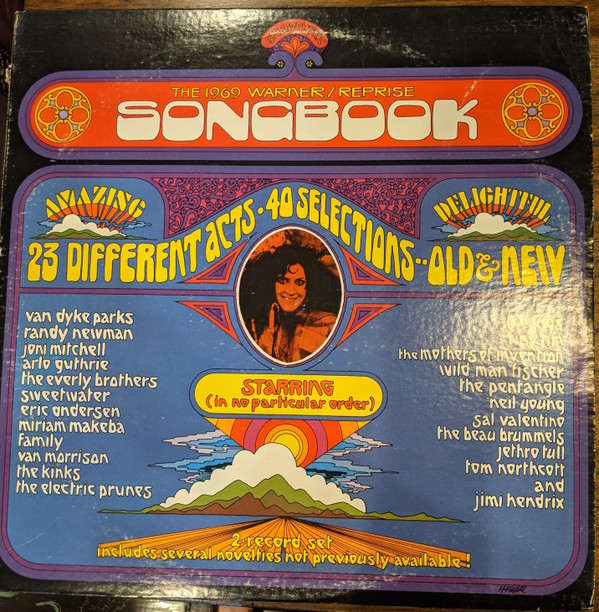 THE 1969 WARNER/REPRISE
SONGBOOK
AMAZING
DELIGHTFUL
23 DIFFERENT ACTS · 40 SELECTIONS·· OLD & NEW
STARRING
(in no particular order)
van dyke parks
randy newman
joni mitchell
arlo guthrie
the everly brothers
sweetwater
eric andersen
miriam makeba
family
van morrison
the kinks
the electric prunes
the mothers of invention
wild man fischer
the pentangle
neil young
sal valentino
the beau brummels
jethro tull
tom northcott
and
jimi hendrix
2-record set
includes several novelties not previously available!